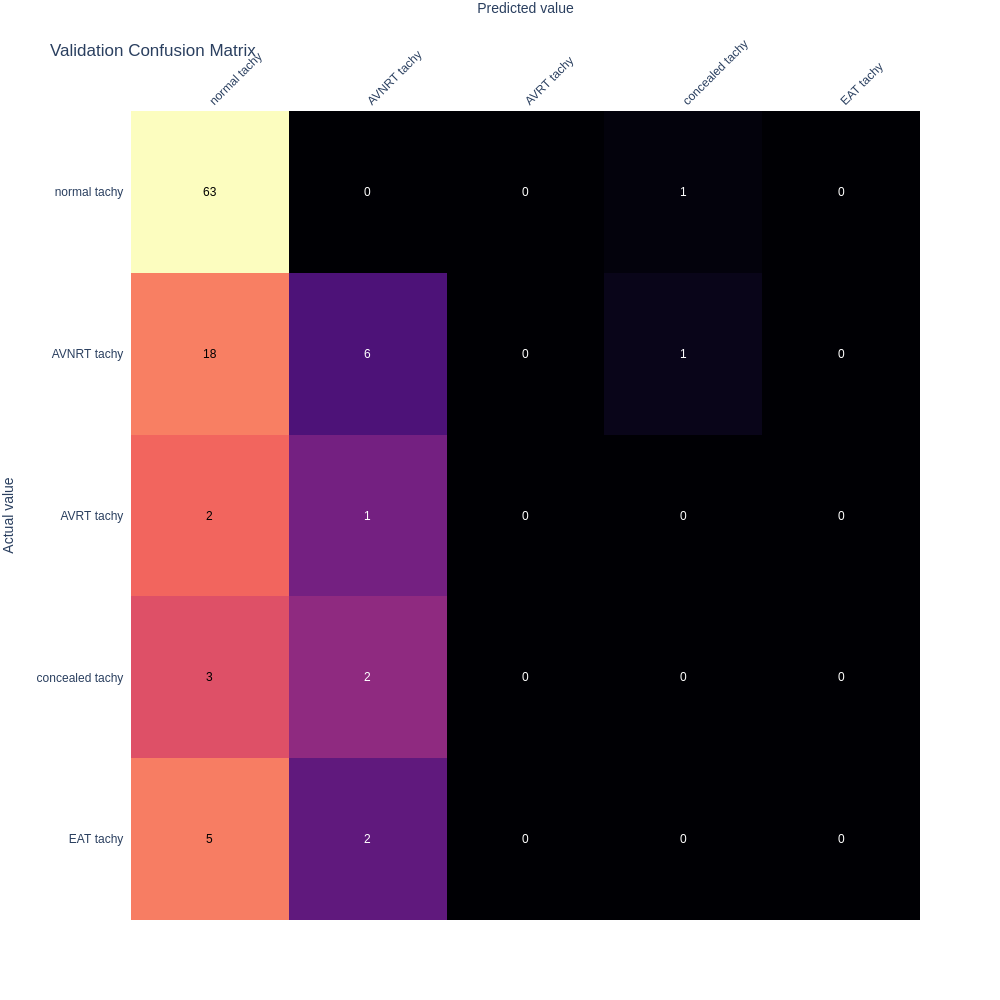 Predicted value
Validation Confusion Matrix
normal tachy AVNRT tachy AVRT tachy concealed tachy EAT tachy
normal tachy 63 0 0 1 0
AVNRT tachy 18 6 0 1 0
AVRT tachy 2 1 0 0 0
concealed tachy 3 2 0 0 0
EAT tachy 5 2 0 0 0
Actual value